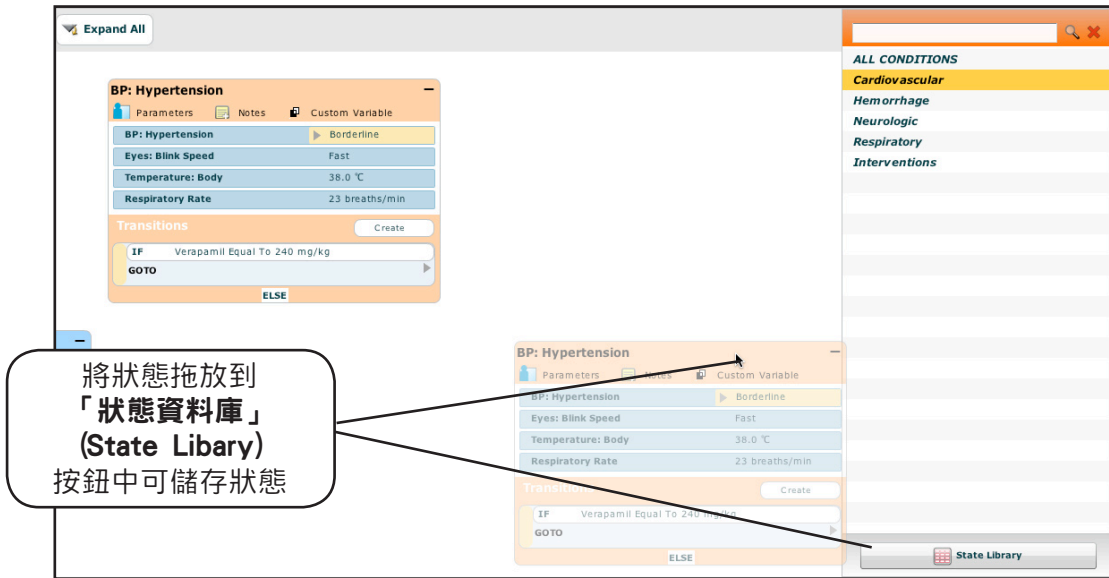 Expand All
BP: Hypertension
Parameters Notes Custom Variable
BP: Hypertension Borderline
Eyes: Blink Speed Fast
Temperature: Body 38.0 ℃
Respiratory Rate 23 breaths/min
Transitions Create
IF Verapamil Equal To 240 mg/kg
GOTO
ELSE
將狀態拖放到
「狀態資料庫」
(State Libary)
按鈕中可儲存狀態
BP: Hypertension
Parameters Notes Custom Variable
BP: Hypertension Borderline
Eyes: Blink Speed Fast
Temperature: Body 38.0 ℃
Respiratory Rate 23 breaths/min
Transitions Create
IF Verapamil Equal To 240 mg/kg
GOTO
ELSE
ALL CONDITIONS
Cardiovascular
Hemorrhage
Neurologic
Respiratory
Interventions
State Library